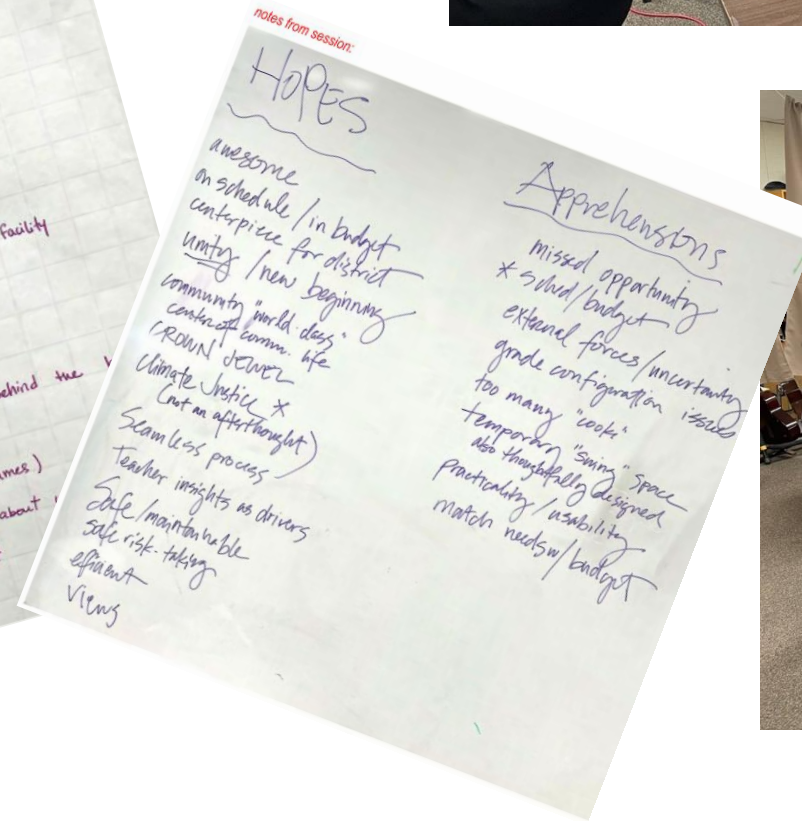 facility
ehind the
mes)
about
notes from session:
HOPES
awesome
on schedule / in budget
centerpiece for district
unity / new beginning
community "world-class"
center of comm. life
CROWN JEWEL
Climate Justice *
(not an afterthought)
Seamless process
Teacher insights as drivers
Safe/maintainable
safe risk-taking
efficient
views
Apprehensions
missed opportunity
* sched/budget
external forces/uncertainty
grade configuration issues
too many "cooks"
temporary "swing" space
also thoughtfully designed
practicality/usability
match needs w/ budget